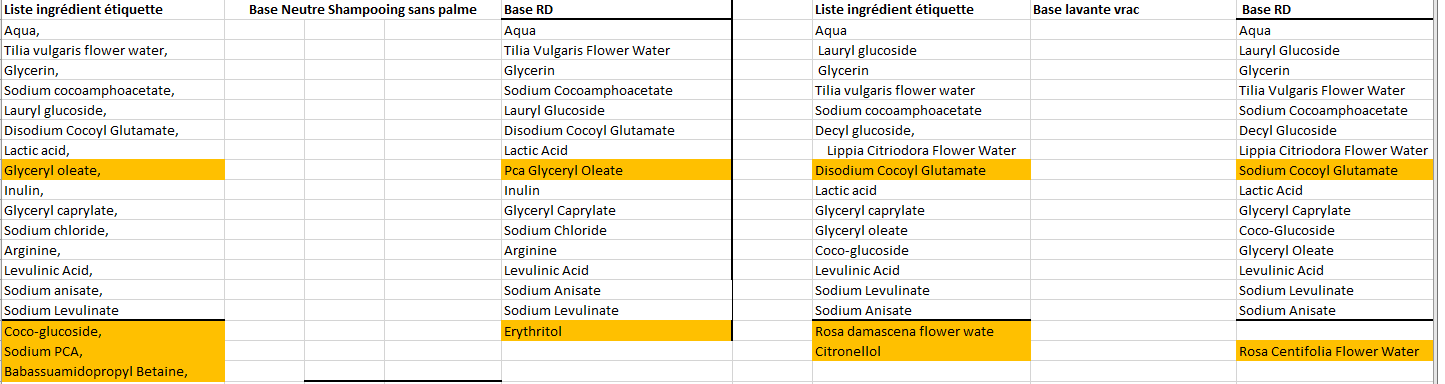 Liste ingrédient étiquette Base Neutre Shampooing sans palme Base RD Liste ingrédient étiquette Base lavante vrac Base RD
Aqua, Aqua Aqua Aqua
Tilia vulgaris flower water, Tilia Vulgaris Flower Water Lauryl glucoside Lauryl Glucoside
Glycerin, Glycerin Glycerin Glycerin
Sodium cocoamphoacetate, Sodium Cocoamphoacetate Tilia vulgaris flower water Tilia Vulgaris Flower Water
Lauryl glucoside, Lauryl Glucoside Sodium cocoamphoacetate Sodium Cocoamphoacetate
Disodium Cocoyl Glutamate, Disodium Cocoyl Glutamate Decyl glucoside, Decyl Glucoside
Lactic acid, Lactic Acid Lippia Citriodora Flower Water Lippia Citriodora Flower Water
Glyceryl oleate, Pca Glyceryl Oleate Disodium Cocoyl Glutamate Sodium Cocoyl Glutamate
Inulin, Inulin Lactic acid Lactic Acid
Glyceryl caprylate, Glyceryl Caprylate Glyceryl caprylate Glyceryl Caprylate
Sodium chloride, Sodium Chloride Glyceryl oleate Coco-Glucoside
Arginine, Arginine Coco-glucoside Glyceryl Oleate
Levulinic Acid, Levulinic Acid Levulinic Acid Levulinic Acid
Sodium anisate, Sodium Anisate Sodium Levulinate Sodium Levulinate
Sodium Levulinate Sodium Levulinate Sodium Anisate Sodium Anisate
Coco-glucoside, Erythritol Rosa damascena flower wate
Sodium PCA, Citronellol Rosa Centifolia Flower Water
Babassuamidopropyl Betaine,